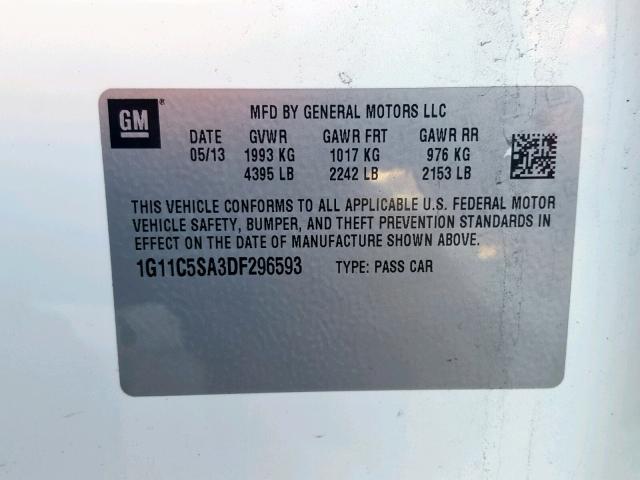 GM ® MFD BY GENERAL MOTORS LLC
DATE GVWR GAWR FRT GAWR RR
05/13 1993 KG 1017 KG 976 KG
4395 LB 2242 LB 2153 LB
THIS VEHICLE CONFORMS TO ALL APPLICABLE U.S. FEDERAL MOTOR
VEHICLE SAFETY, BUMPER, AND THEFT PREVENTION STANDARDS IN
EFFECT ON THE DATE OF MANUFACTURE SHOWN ABOVE.
1G11C5SA3DF296593 TYPE: PASS CAR